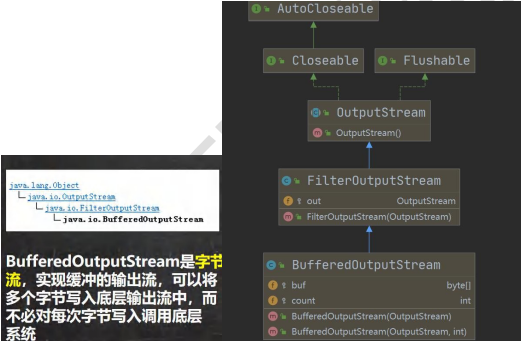 java.lang.Object
java.io.OutputStream
java.io.FilterOutputStream
java.io.BufferedOutputStream
BufferedOutputStream是字节
流，实现缓冲的输出流，可以将
多个字节写入底层输出流中，而
不必对每次字节写入调用底层
系统
AutoCloseable
Closeable
Flushable
OutputStream
OutputStream()
FilterOutputStream
out OutputStream
FilterOutputStream(OutputStream)
BufferedOutputStream
buf byte[]
count int
BufferedOutputStream(OutputStream)
BufferedOutputStream(OutputStream, int)